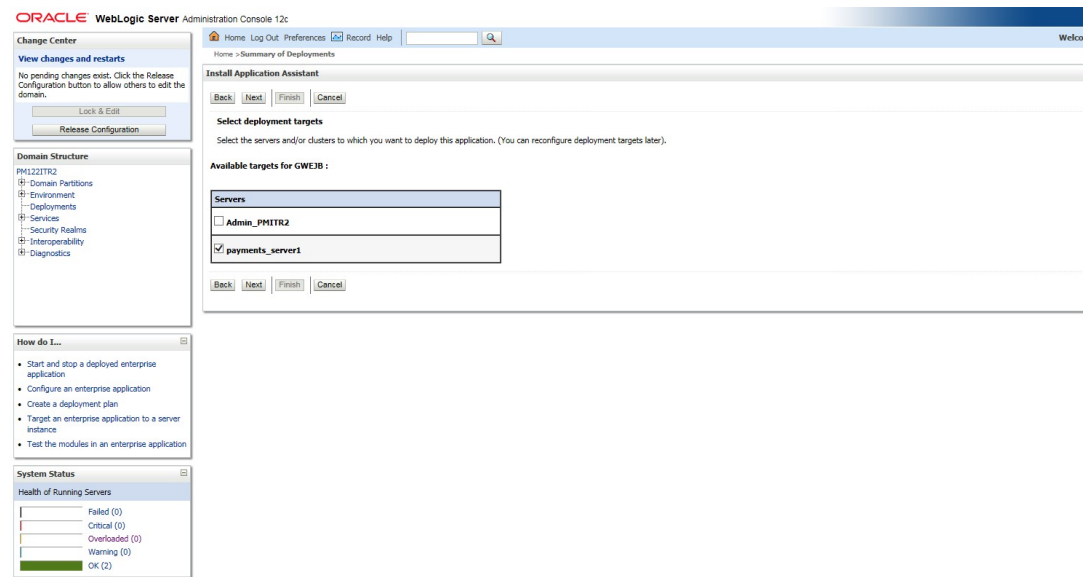 ORACLE WebLogic Server Administration Console 12c
Change Center
View changes and restarts
No pending changes exist. Click the Release
Configuration button to allow others to edit the
domain.
Lock & Edit
Release Configuration
Domain Structure
PM122ITR2
Domain Partitions
Environment
Deployments
Services
Security Realms
Interoperability
Diagnostics
How do I...
Start and stop a deployed enterprise
application
Configure an enterprise application
Create a deployment plan
Target an enterprise application to a server
instance
Test the modules in an enterprise application
System Status
Health of Running Servers
Failed (0)
Critical (0)
Overloaded (0)
Warning (0)
OK (2)
Home Log Out Preferences Record Help
Welco
Home >Summary of Deployments
Install Application Assistant
Back Next Finish Cancel
Select deployment targets
Select the servers and/or clusters to which you want to deploy this application. (You can reconfigure deployment targets later).
Available targets for GWEJB :
Servers
Admin_PMITR2
payments_server1
Back Next Finish Cancel